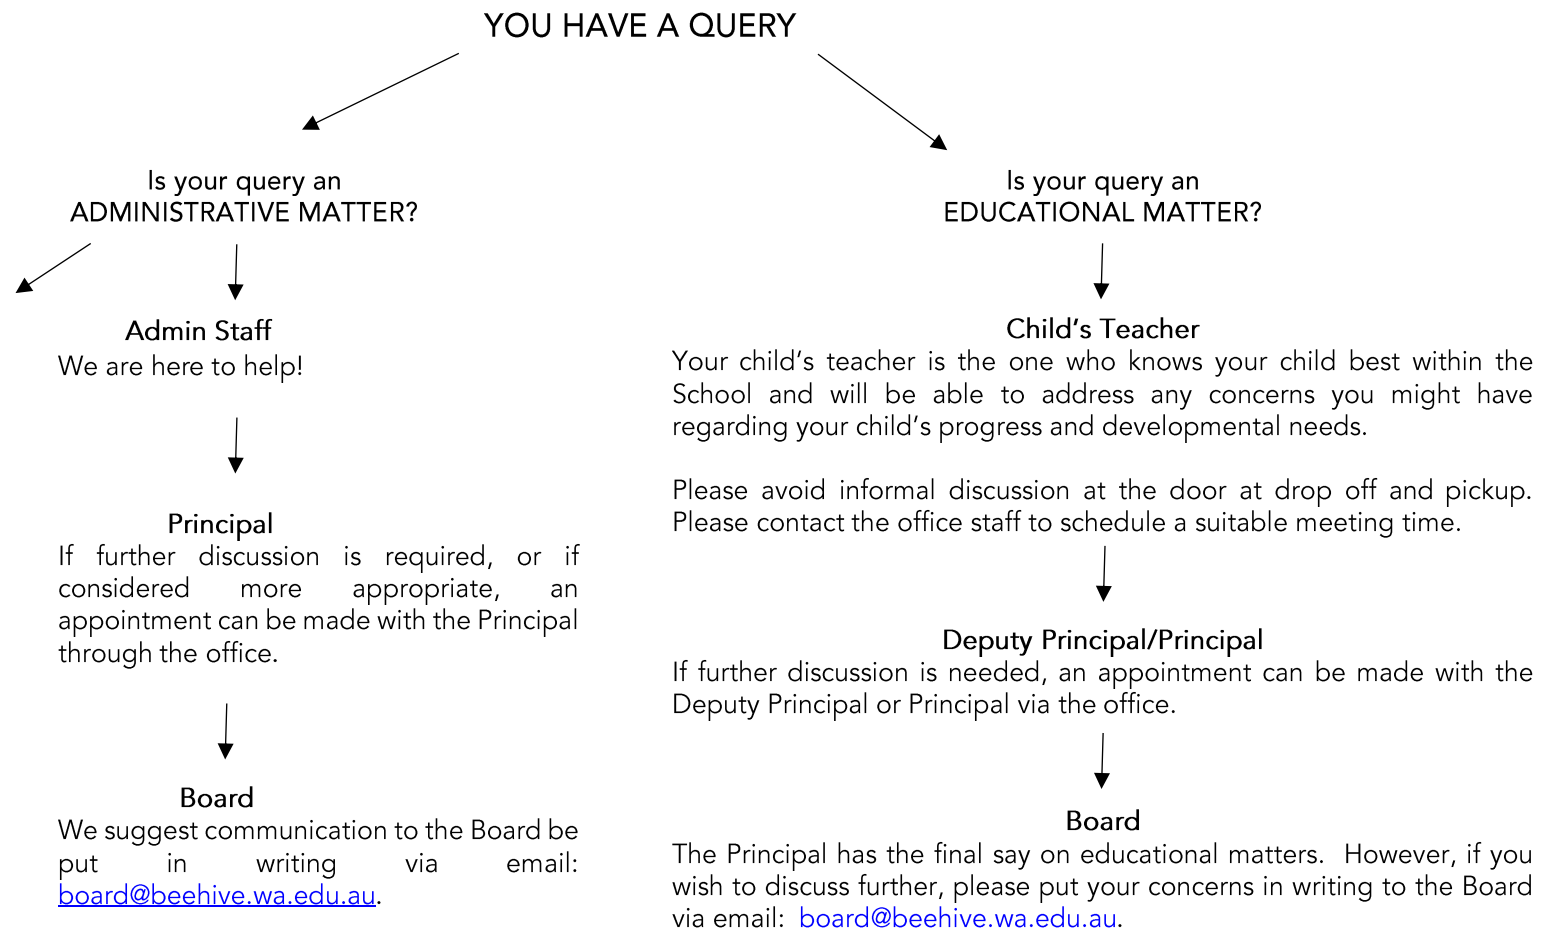 YOU HAVE A QUERY
Is your query an
ADMINISTRATIVE MATTER?
Admin Staff
We are here to help!
Principal
If further discussion is required, or if
considered more appropriate, an
appointment can be made with the Principal
through the office.
Board
We suggest communication to the Board be
put in writing via email:
board@beehive.wa.edu.au.
Is your query an
EDUCATIONAL MATTER?
Child's Teacher
Your child's teacher is the one who knows your child best within the
School and will be able to address any concerns you might have
regarding your child's progress and developmental needs.
Please avoid informal discussion at the door at drop off and pickup.
Please contact the office staff to schedule a suitable meeting time.
Deputy Principal/Principal
If further discussion is needed, an appointment can be made with the
Deputy Principal or Principal via the office.
Board
The Principal has the final say on educational matters.  However, if you
wish to discuss further, please put your concerns in writing to the Board
via email:  board@beehive.wa.edu.au.